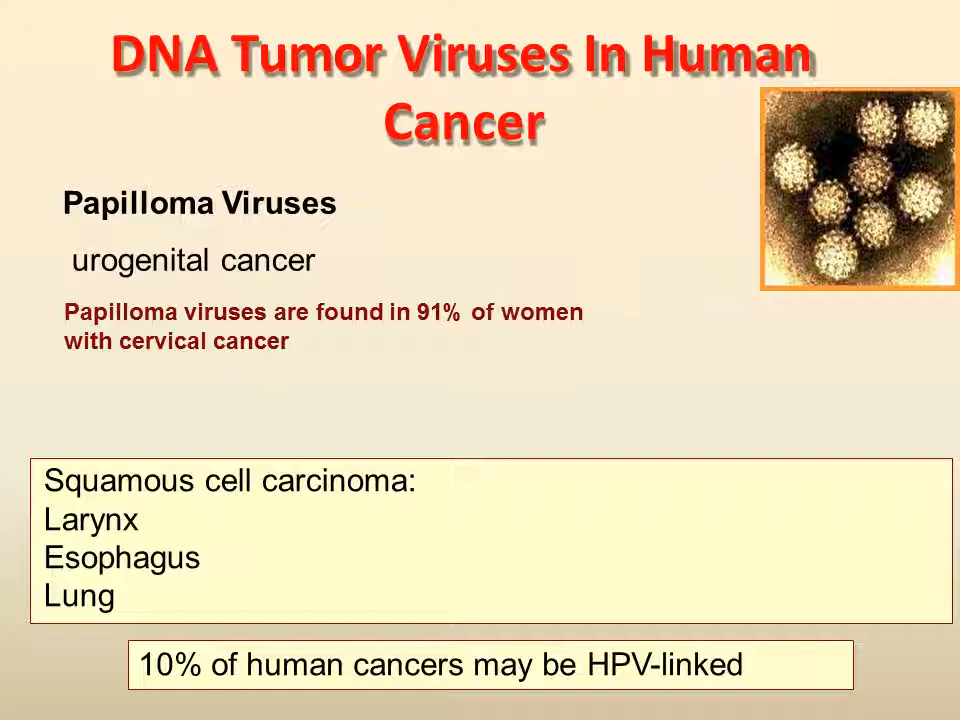 DNA Tumor Viruses In Human
Cancer
Papilloma Viruses
urogenital cancer
Papilloma viruses are found in 91% of women
with cervical cancer
Squamous cell carcinoma:
Larynx
Esophagus
Lung
10% of human cancers may be HPV-linked